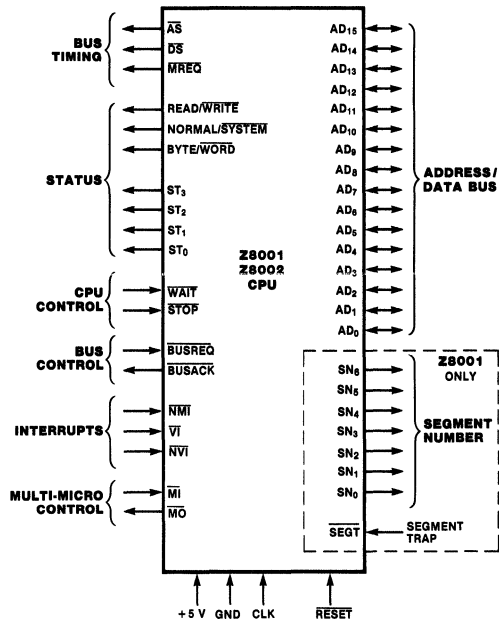 BUS
TIMING
AS
DS
MREQ
STATUS
READ/WRITE
NORMAL/SYSTEM
BYTE/WORD
ST3
ST2
ST1
ST0
CPU
CONTROL
WAIT
STOP
BUS
CONTROL
BUSREQ
BUSACK
INTERRUPTS
NMI
VI
NVI
MULTI-MICRO
CONTROL
MI
MO
Z8001
Z8002
CPU
AD15
AD14
AD13
AD12
AD11
AD10
AD9
AD8
AD7
AD6
AD5
AD4
AD3
AD2
AD1
AD0
ADDRESS/
DATA BUS
Z8001
ONLY
SN6
SN5
SN4
SN3
SN2
SN1
SN0
SEGMENT
NUMBER
SEGT
SEGMENT
TRAP
+5 V
GND
CLK
RESET